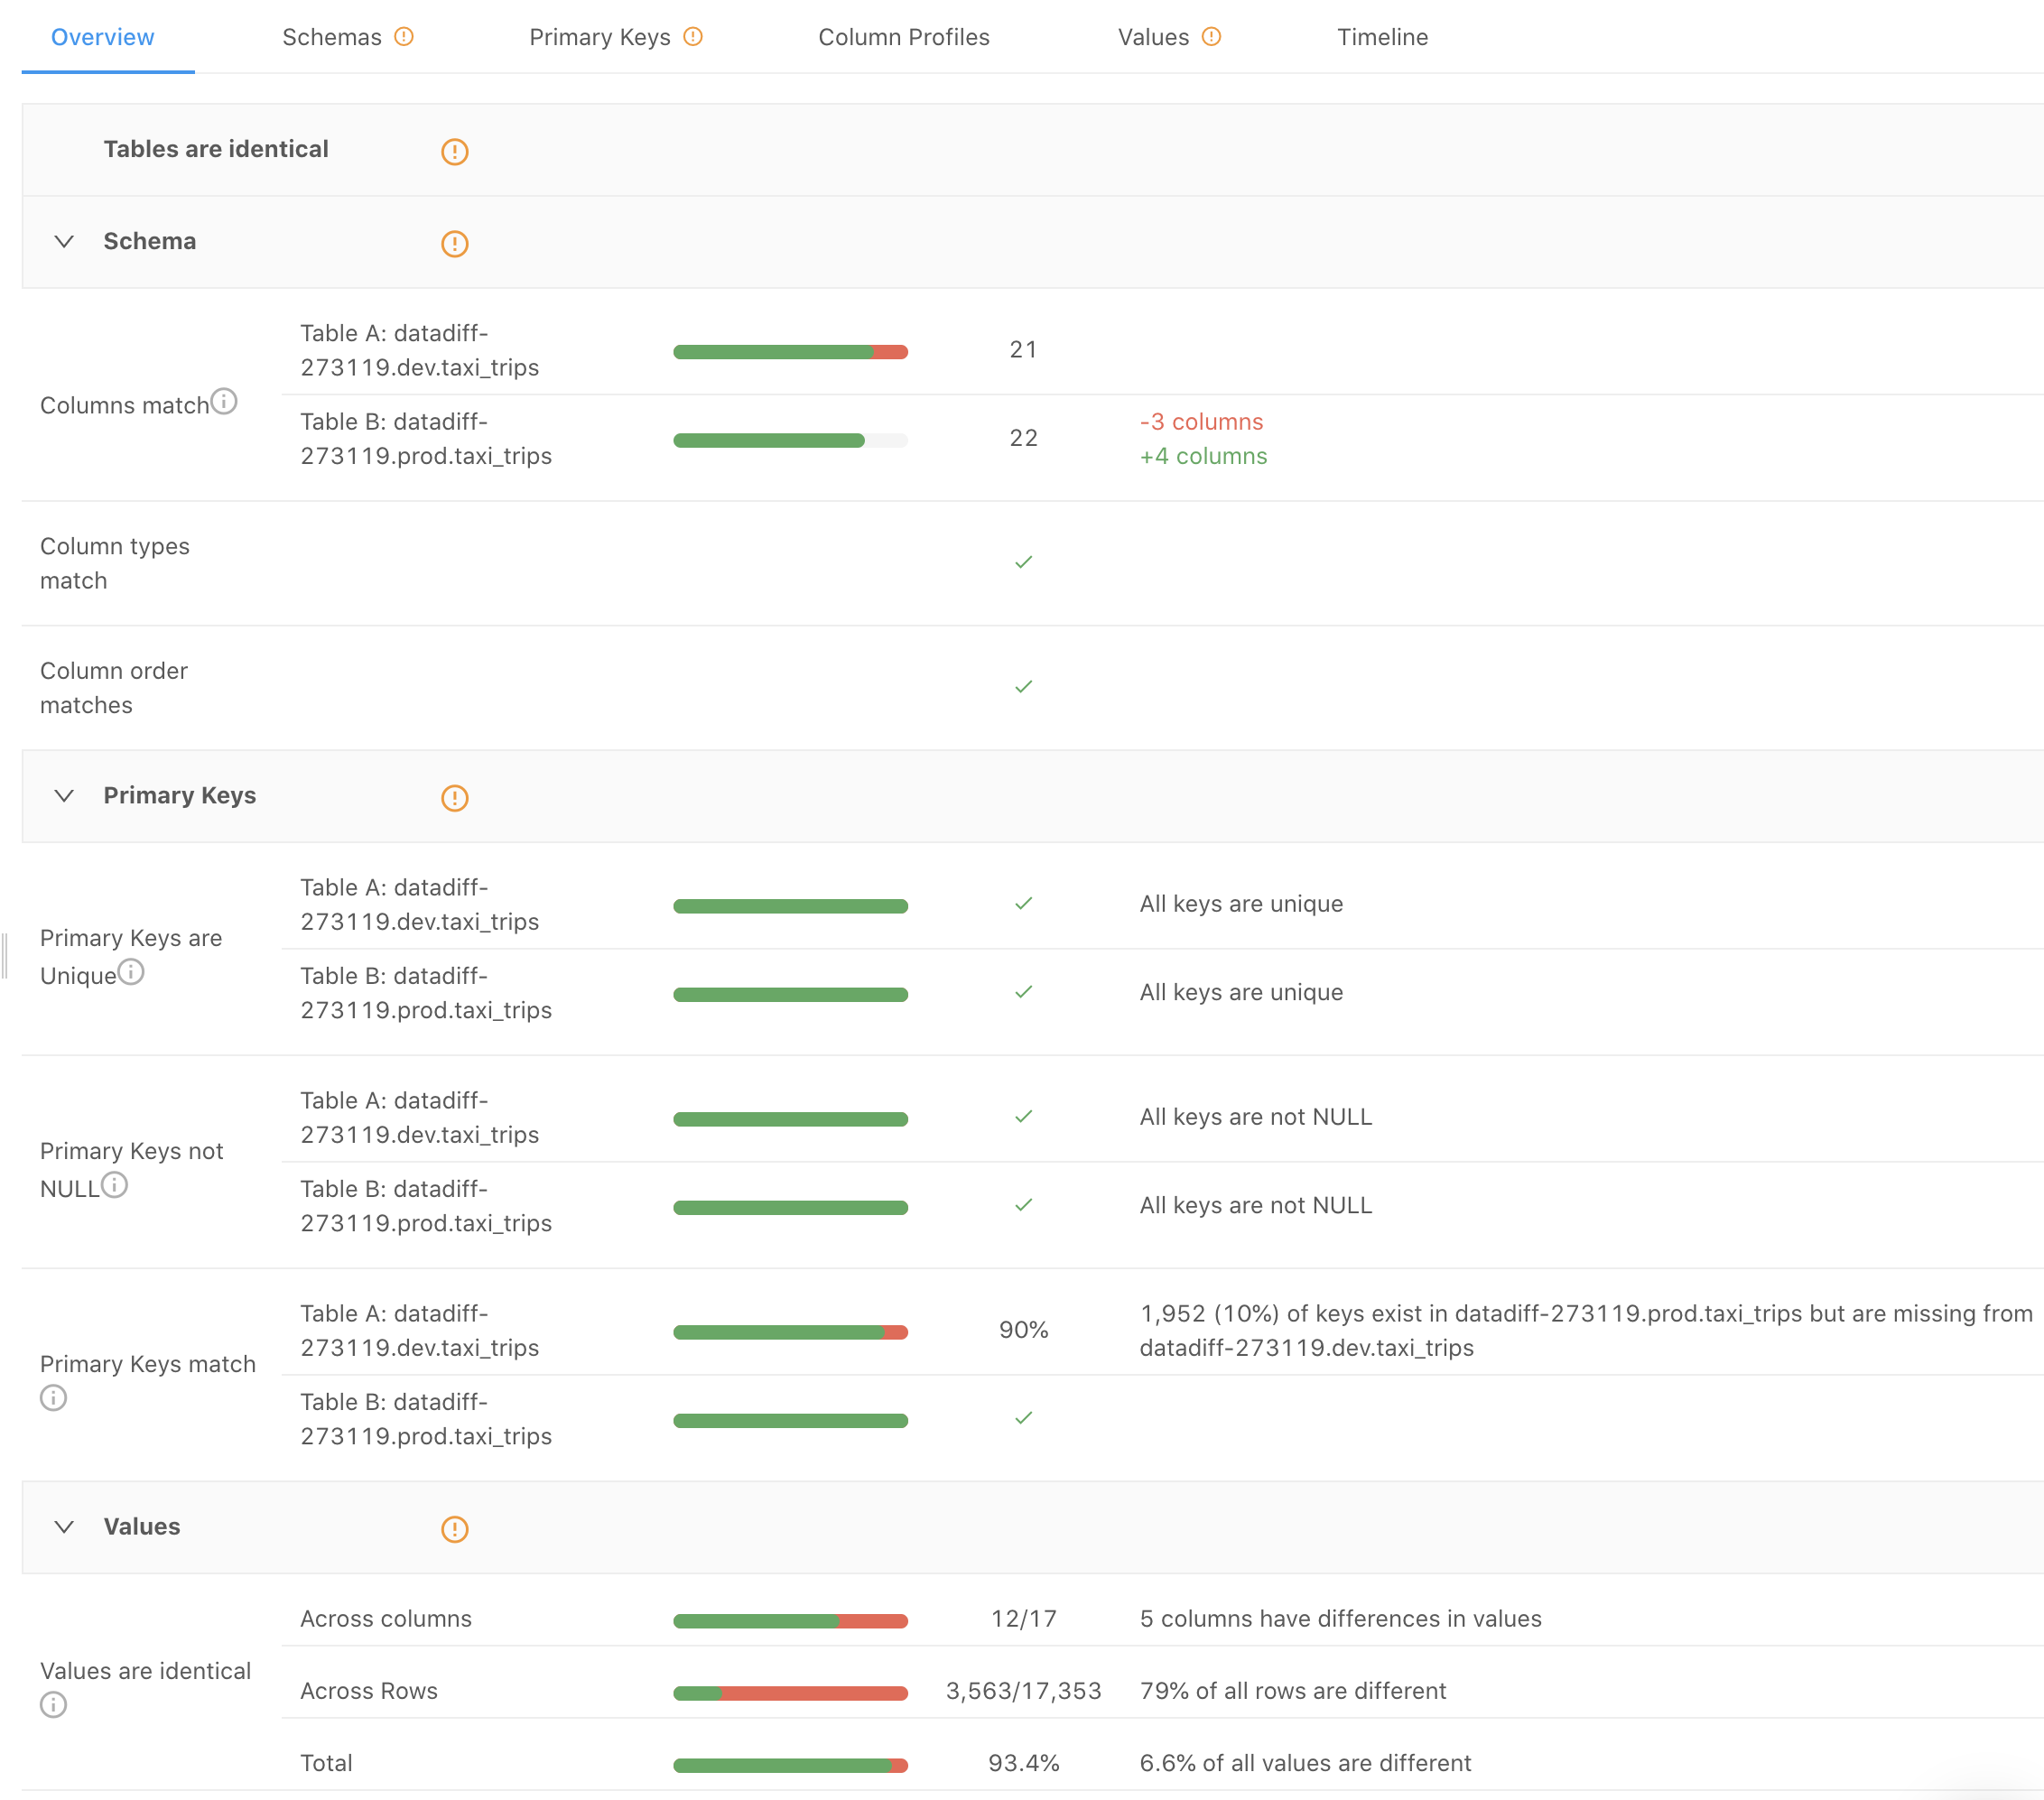 Overview Schemas Primary Keys Column Profiles Values Timeline
Tables are identical
Schema
Columns match
Table A: datadiff-
273119.dev.taxi_trips
21
Table B: datadiff-
273119.prod.taxi_trips
22
-3 columns
+4 columns
Column types
match
Column order
matches
Primary Keys
Primary Keys are
Unique
Table A: datadiff-
273119.dev.taxi_trips
All keys are unique
Table B: datadiff-
273119.prod.taxi_trips
All keys are unique
Primary Keys not
NULL
Table A: datadiff-
273119.dev.taxi_trips
All keys are not NULL
Table B: datadiff-
273119.prod.taxi_trips
All keys are not NULL
Primary Keys match
Table A: datadiff-
273119.dev.taxi_trips
90%
1,952 (10%) of keys exist in datadiff-273119.prod.taxi_trips but are missing from
datadiff-273119.dev.taxi_trips
Table B: datadiff-
273119.prod.taxi_trips
Values
Values are identical
Across columns 12/17 5 columns have differences in values
Across Rows 3,563/17,353 79% of all rows are different
Total 93.4% 6.6% of all values are different